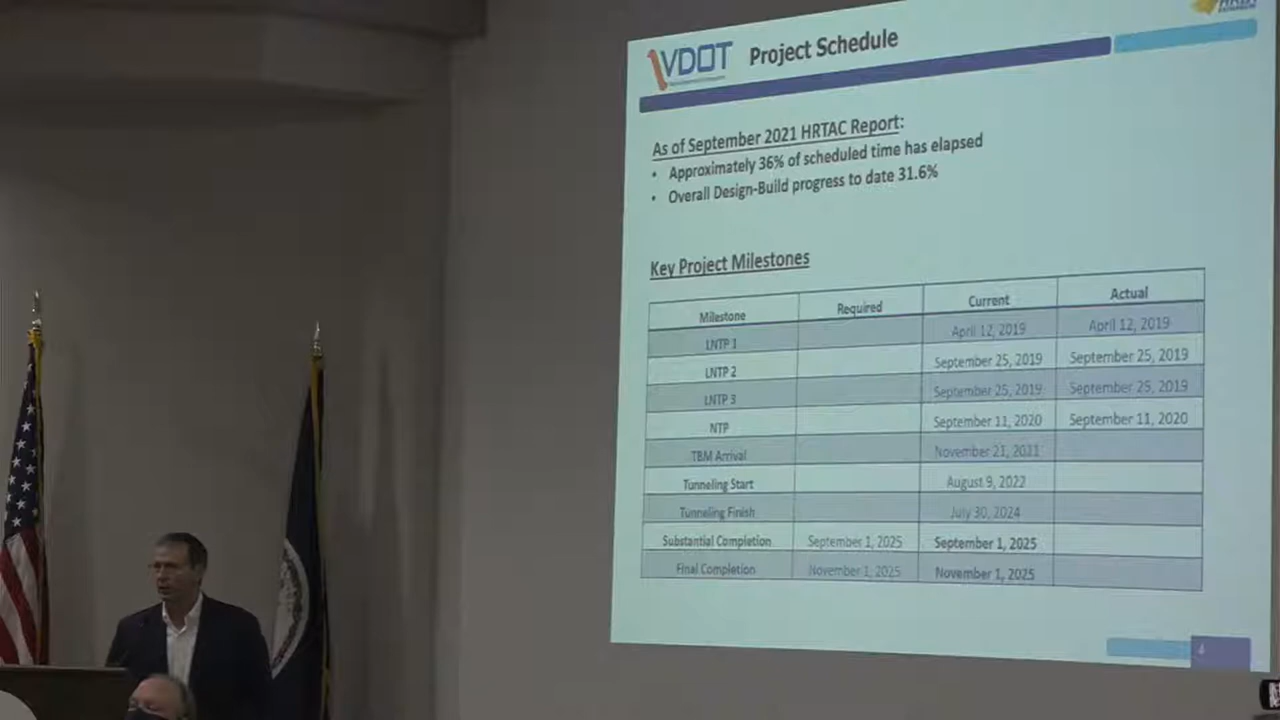 VDOT Project Schedule
As of September 2021 HRTAC Report:
• Approximately 36% of scheduled time has elapsed
• Overall Design-Build progress to date 31.6%
Key Project Milestones
Milestone Required Current Actual
LNTP 1 April 12, 2019 April 12, 2019
LNTP 2 September 25, 2019 September 25, 2019
LNTP 3 September 25, 2019 September 25, 2019
NTP September 11, 2020 September 11, 2020
TBM Arrival November 21, 2021
Tunneling Start August 9, 2022
Tunneling Finish July 30, 2024
Substantial Completion September 1, 2025 September 1, 2025
Final Completion November 1, 2025 November 1, 2025
4